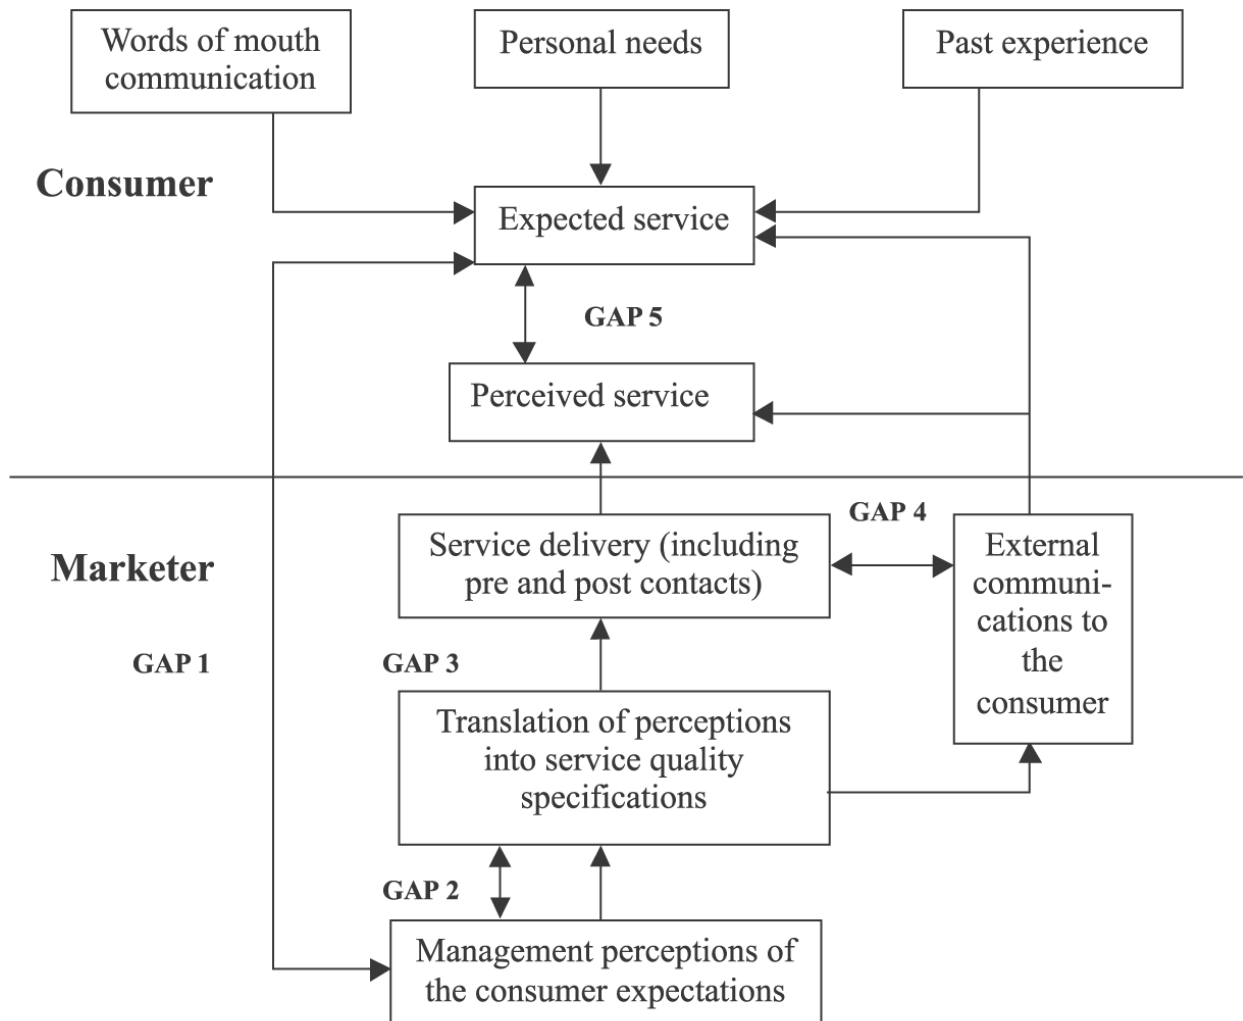 Words of mouth
communication
Personal needs
Past experience
Consumer
Expected service
GAP 5
Perceived service
GAP 4
Marketer
Service delivery (including
pre and post contacts)
External
communi-
cations to
the
consumer
GAP 1
GAP 3
Translation of perceptions
into service quality
specifications
GAP 2
Management perceptions of
the consumer expectations